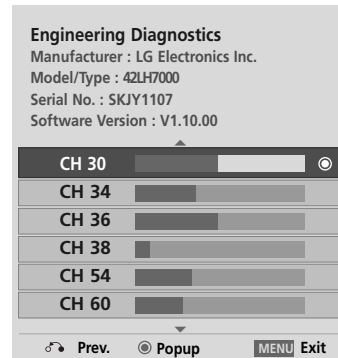 Engineering Diagnostics
Manufacturer : LG Electronics Inc.
Model/Type : 42LH7000
Serial No. : SKJY1107
Software Version : V1.10.00
CH 30
CH 34
CH 36
CH 38
CH 54
CH 60
Prev. Popup MENU Exit